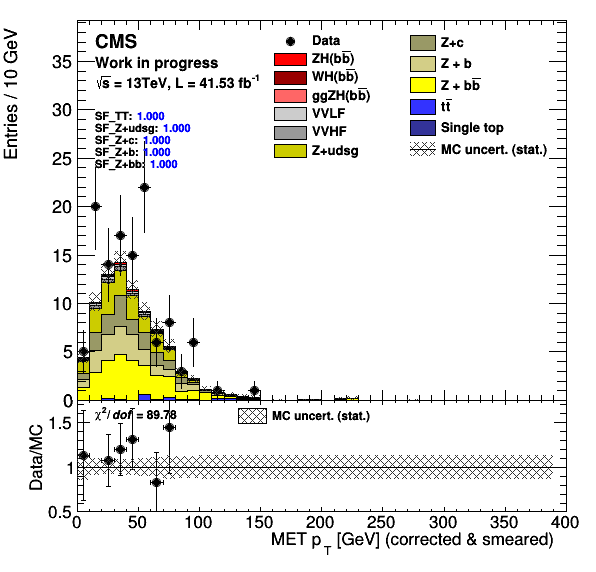 Entries / 10 GeV
CMS
Work in progress
√s = 13TeV, L = 41.53 fb⁻¹
SF_TT: 1.000
SF_Z+udsg: 1.000
SF_Z+c: 1.000
SF_Z+b: 1.000
SF_Z+bb: 1.000
Data
ZH(bb̅)
WH(bb̅)
ggZH(bb̅)
VVLF
VVHF
Z+udsg
Z+c
Z + b
Z + bb̅
tt̅
Single top
MC uncert. (stat.)
35
30
25
20
15
10
5
0
Data/MC
χ²/dof = 89.78
MC uncert. (stat.)
1.5
1
0.5
0 50 100 150 200 250 300 350 400
MET p_T [GeV] (corrected & smeared)